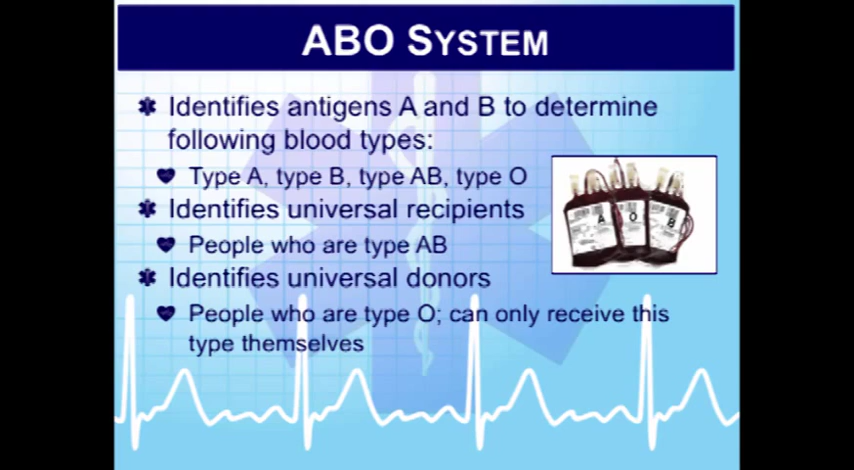 ABO SYSTEM
Identifies antigens A and B to determine
following blood types:
Type A, type B, type AB, type O
Identifies universal recipients
People who are type AB
Identifies universal donors
People who are type O; can only receive this
type themselves
A
O
B